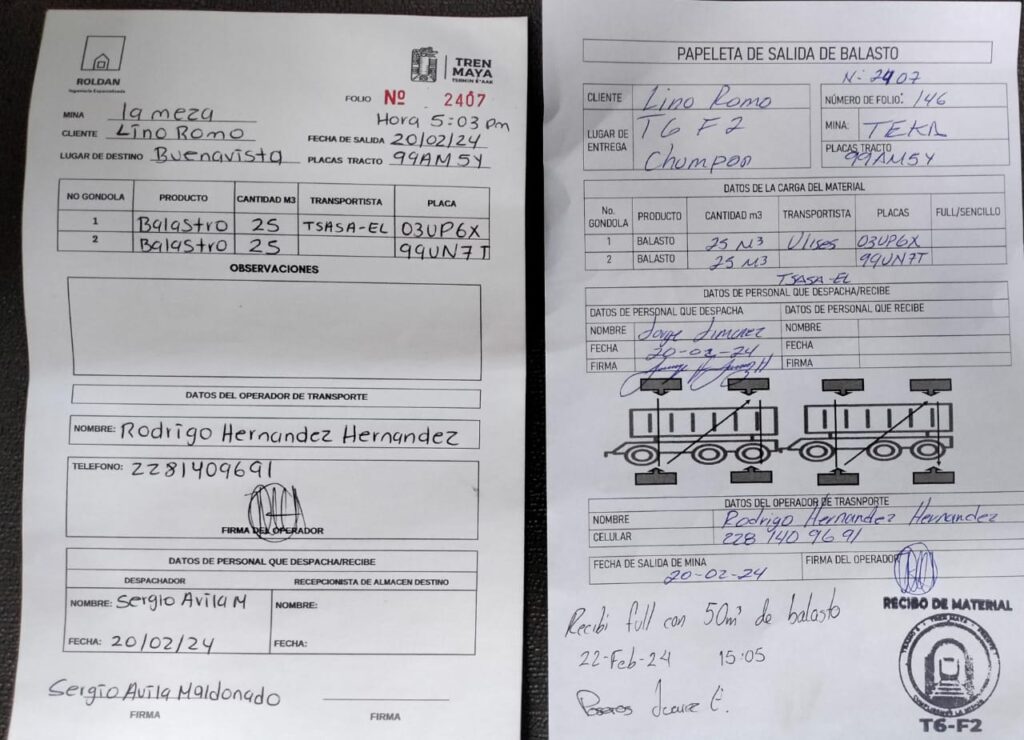 ROLDAN
Ingeniería Especializada
TREN
MAYA
TSÍIMIN K'ÁAK
FOLIO Nº 2407
Hora 5:03 pm
MINA la meza
CLIENTE Lino Romo
FECHA DE SALIDA 20/02/24
LUGAR DE DESTINO Buenavista PLACAS TRACTO 99AM5Y
NO GONDOLA PRODUCTO CANTIDAD M3 TRANSPORTISTA PLACA
1 Balastro 25 TSASA-EL 03UP6X
2 Balastro 25 99UN7T
OBSERVACIONES
DATOS DEL OPERADOR DE TRANSPORTE
NOMBRE: Rodrigo Hernandez Hernandez
TELEFONO: 2281409691
FIRMA DEL OPERADOR
DATOS DE PERSONAL QUE DESPACHA/RECIBE
DESPACHADOR RECEPCIONISTA DE ALMACEN DESTINO
NOMBRE: Sergio Avila M NOMBRE:
FECHA: 20/02/24 FECHA:
Sergio Avila Maldonado
FIRMA FIRMA
PAPELETA DE SALIDA DE BALASTO
N: 2407
CLIENTE Lino Romo
NÚMERO DE FOLIO: 146
LUGAR DE ENTREGA T6 F2
Chumpon
MINA: TEKL
PLACAS TRACTO
99AM5Y
DATOS DE LA CARGA DEL MATERIAL
No. GONDOLA PRODUCTO CANTIDAD m3 TRANSPORTISTA PLACAS FULL/SENCILLO
1 BALASTO 25 M3 Ulises 03UP6X
2 BALASTO 25 M3 99UN7T
TSASA-EL
DATOS DE PERSONAL QUE DESPACHA/RECIBE
DATOS DE PERSONAL QUE DESPACHA DATOS DE PERSONAL QUE RECIBE
NOMBRE Jorge Jimenez NOMBRE
FECHA 20-02-24 FECHA
FIRMA FIRMA
DATOS DEL OPERADOR DE TRASNPORTE
NOMBRE Rodrigo Hernandez Hernandez
CELULAR 228 140 96 91
FECHA DE SALIDA DE MINA 20-02-24 FIRMA DEL OPERADOR
Recibi full con 50m³ de balasto
22-Feb-24 15:05
Juarez E.
RECIBO DE MATERIAL
TREN MAYA
T6-F2